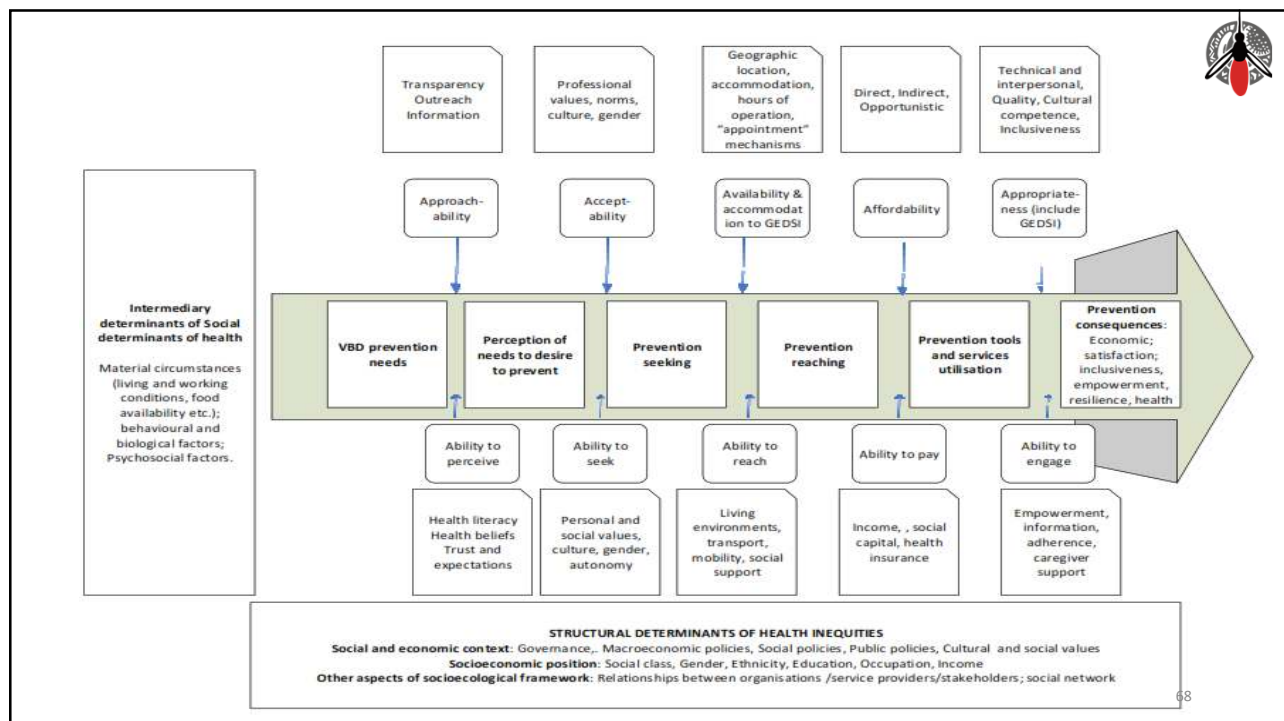 Transparency
Outreach
Information
Professional
values, norms,
culture, gender
Geographic
location,
accommodation,
hours of
operation,
“appointment”
mechanisms
Direct, Indirect,
Opportunistic
Technical and
interpersonal,
Quality, Cultural
competence,
Inclusiveness
Approach-
ability
Accept-
ability
Availability &
accommodat
ion to GEDSI
Affordability
Appropriate-
ness (include
GEDSI)
Intermediary
determinants of Social
determinants of health
Material circumstances
(living and working
conditions, food
availability etc.);
behavioural and
biological factors;
Psychosocial factors.
VBD prevention
needs
Perception of
needs to desire
to prevent
Prevention
seeking
Prevention
reaching
Prevention tools
and services
utilisation
Prevention
consequences:
Economic;
satisfaction;
inclusiveness,
empowerment,
resilience, health
Ability to
perceive
Ability to
seek
Ability to
reach
Ability to pay
Ability to
engage
Health literacy
Health beliefs
Trust and
expectations
Personal and
social values,
culture, gender,
autonomy
Living
environments,
transport,
mobility, social
support
Income, , social
capital, health
insurance
Empowerment,
information,
adherence,
caregiver
support
STRUCTURAL DETERMINANTS OF HEALTH INEQUITIES
Social and economic context: Governance,. Macroeconomic policies, Social policies, Public policies, Cultural and social values
Socioeconomic position: Social class, Gender, Ethnicity, Education, Occupation, Income
Other aspects of socioecological framework: Relationships between organisations /service providers/stakeholders; social network
68